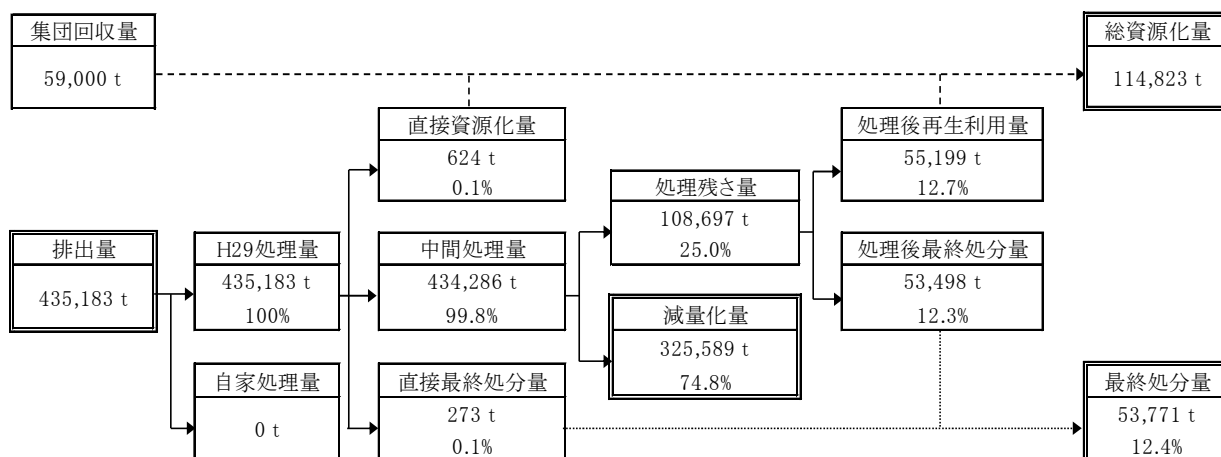 集団回収量
59,000 t
総資源化量
114,823 t
直接資源化量
624 t
0.1%
処理後再生利用量
55,199 t
12.7%
処理残さ量
108,697 t
25.0%
排出量
435,183 t
H29処理量
435,183 t
100%
中間処理量
434,286 t
99.8%
処理後最終処分量
53,498 t
12.3%
減量化量
325,589 t
74.8%
自家処理量
0 t
直接最終処分量
273 t
0.1%
最終処分量
53,771 t
12.4%